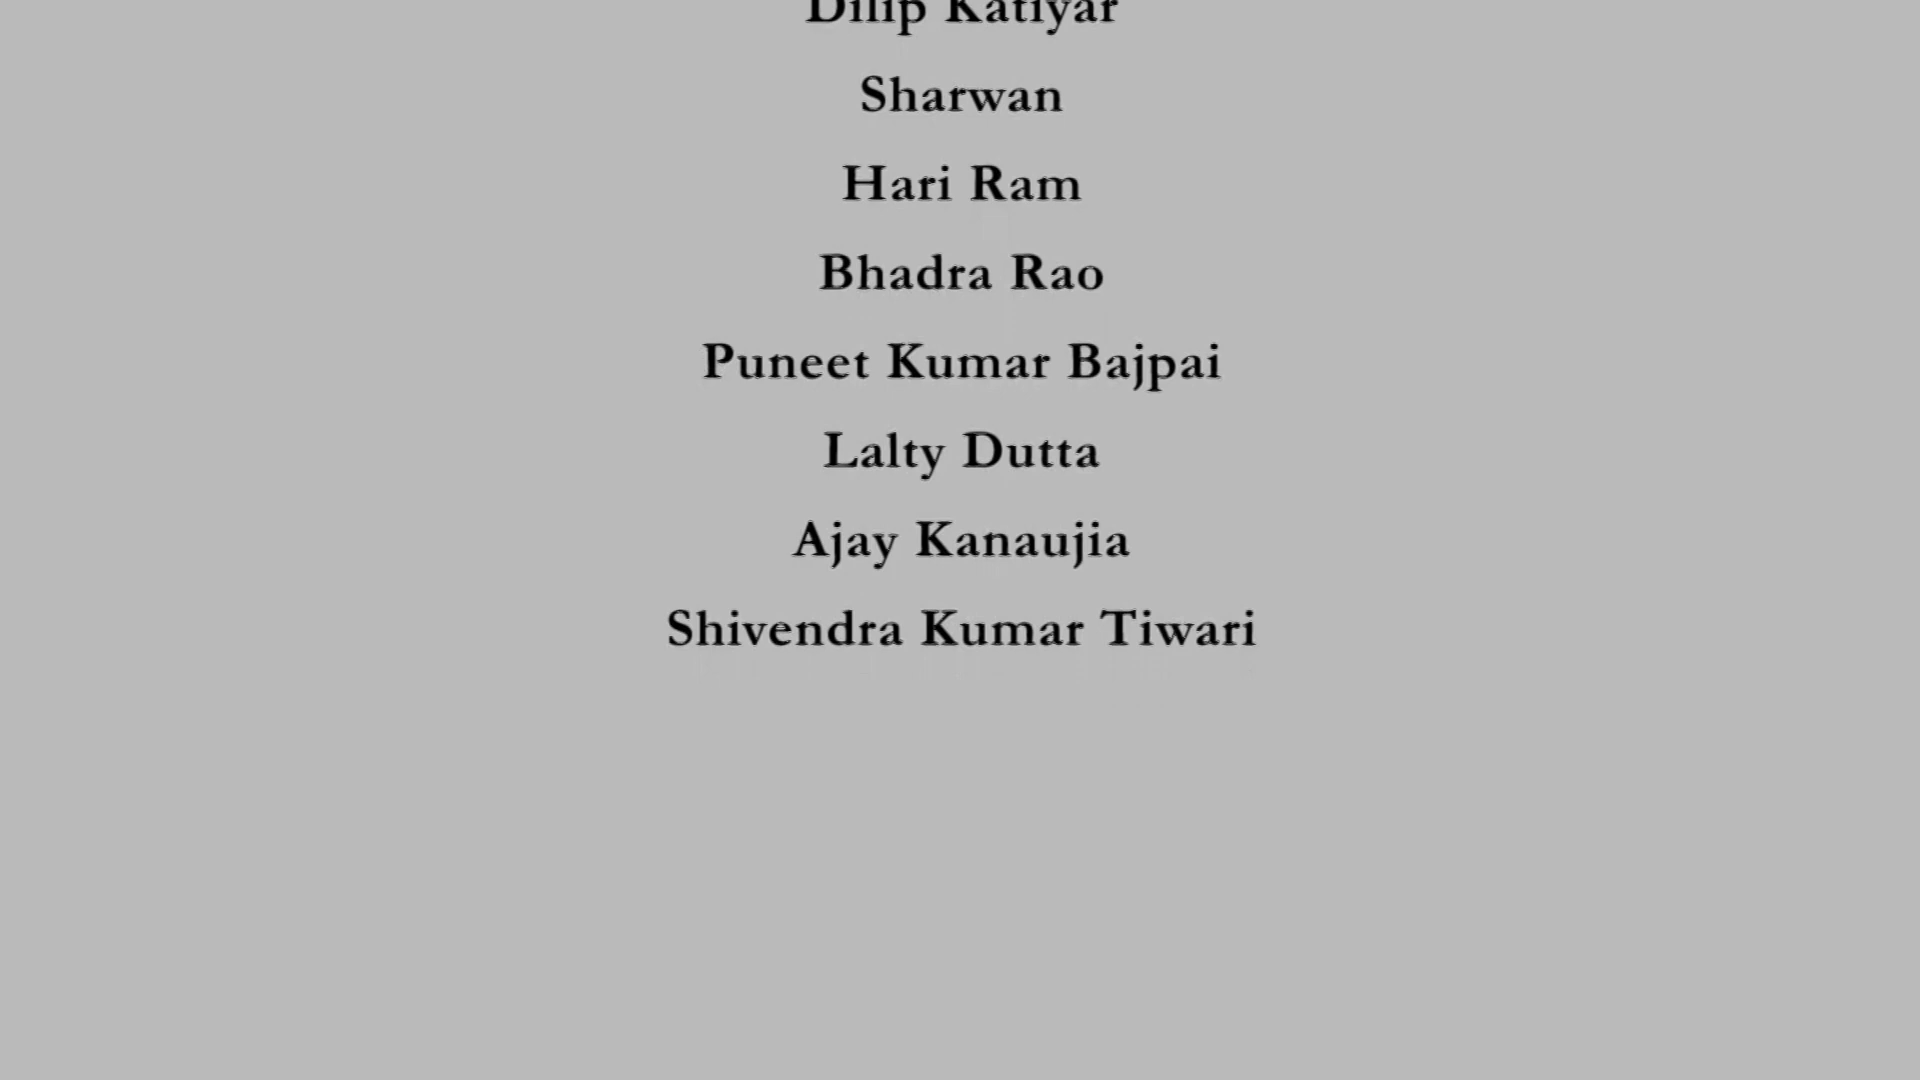 Dilip Katiyar
Sharwan
Hari Ram
Bhadra Rao
Puneet Kumar Bajpai
Lalty Dutta
Ajay Kanaujia
Shivendra Kumar Tiwari